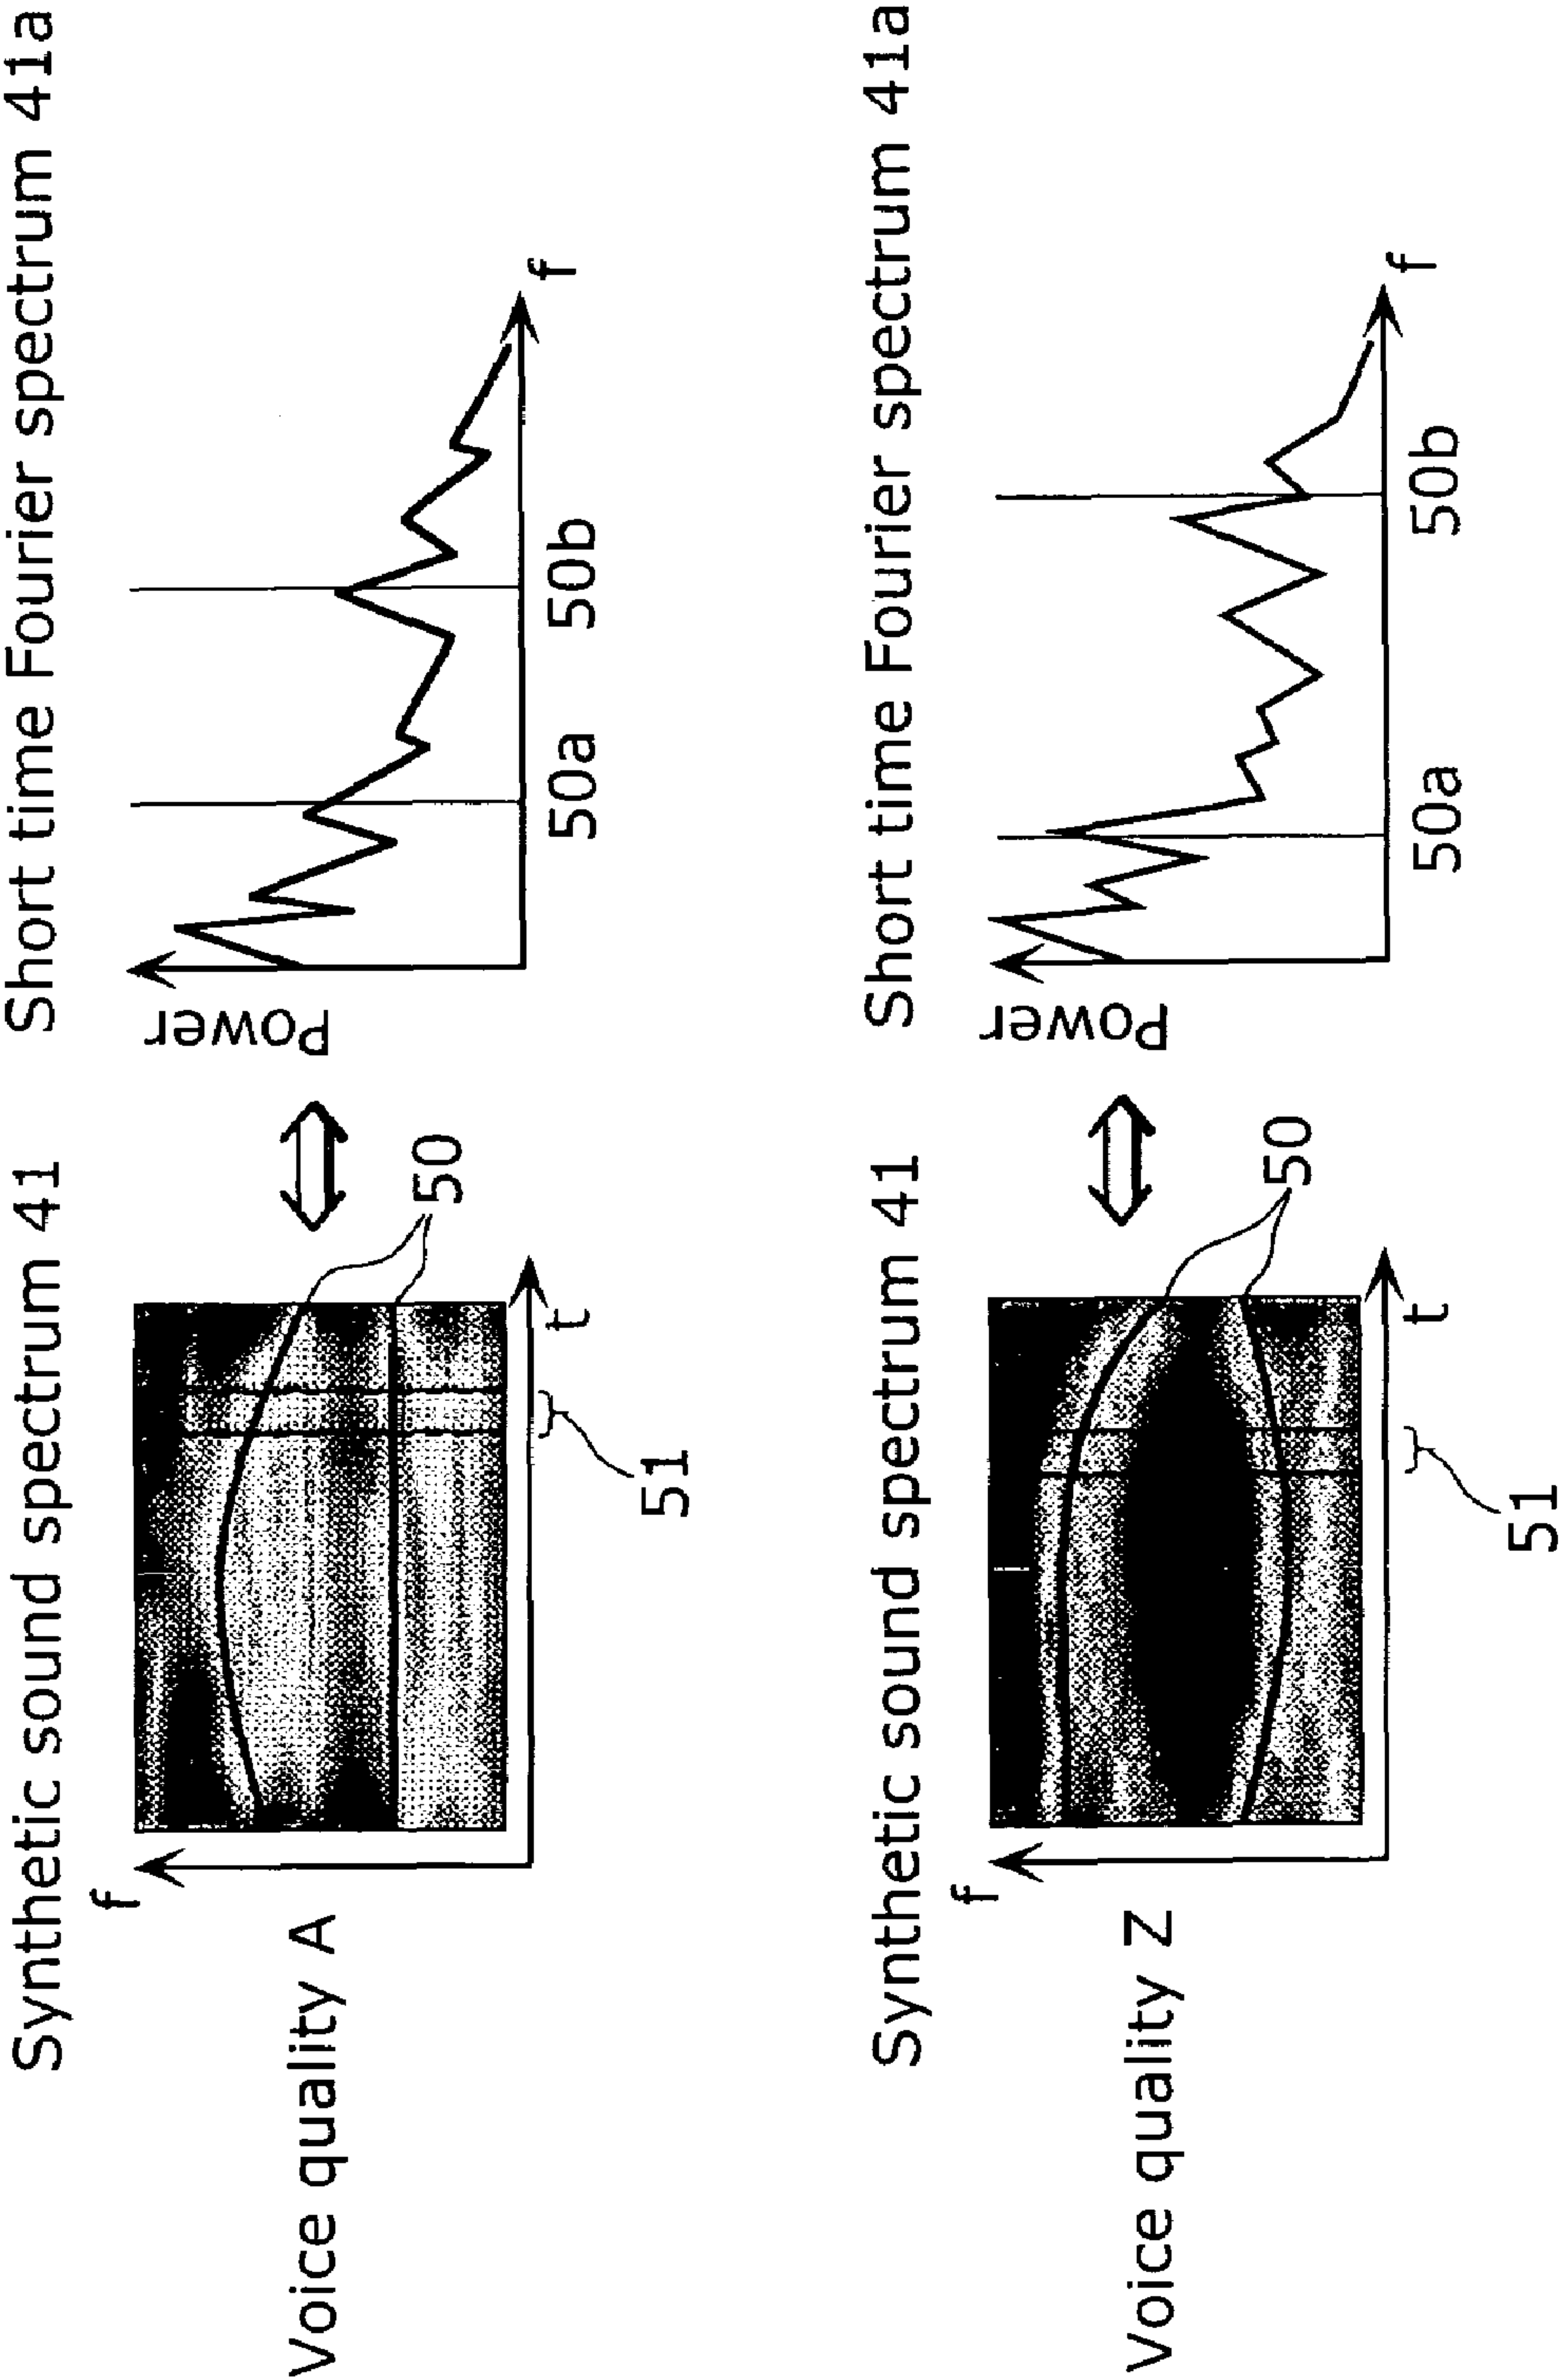 Synthetic sound spectrum 41
Short time Fourier spectrum 41a
Voice quality A
f
t
50
51
Power
50a
50b
f
Synthetic sound spectrum 41
Short time Fourier spectrum 41a
Voice quality Z
f
t
50
51
Power
50a
50b
f